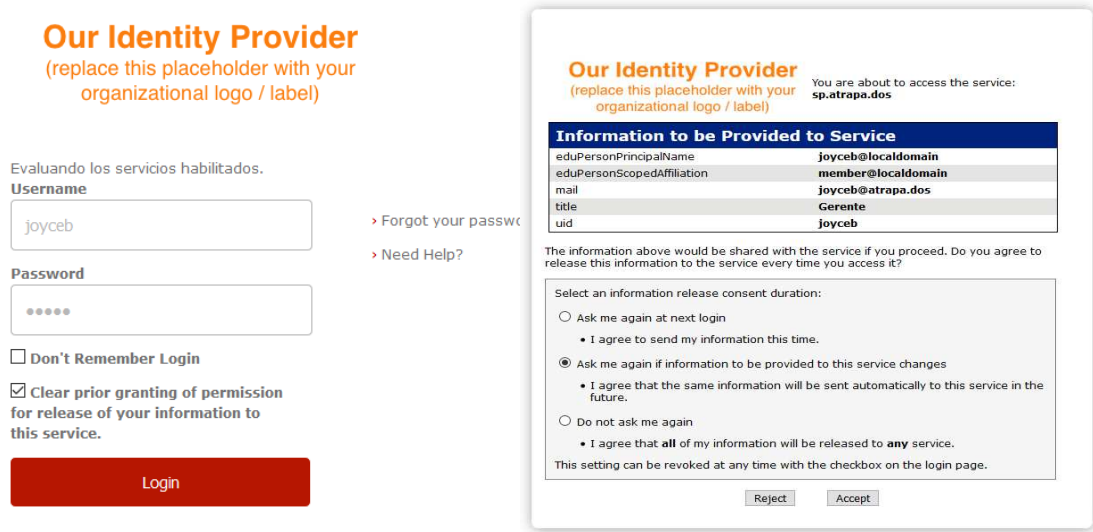 Our Identity Provider
(replace this placeholder with your
organizational logo / label)
Evaluando los servicios habilitados.
Username
joyceb
Password
•••••
Don't Remember Login
Clear prior granting of permission
for release of your information to
this service.
Login
› Forgot your
› Need Help?
Our Identity Provider
(replace this placeholder with your
organizational logo / label)
You are about to access the service:
sp.atrapa.dos
Information to be Provided to Service
eduPersonPrincipalName joyceb@localdomain
eduPersonScopedAffiliation member@localdomain
mail joyceb@atrapa.dos
title Gerente
uid joyceb
The information above would be shared with the service if you proceed. Do you agree to
release this information to the service every time you access it?
Select an information release consent duration:
Ask me again at next login
• I agree to send my information this time.
Ask me again if information to be provided to this service changes
• I agree that the same information will be sent automatically to this service in the
future.
Do not ask me again
• I agree that all of my information will be released to any service.
This setting can be revoked at any time with the checkbox on the login page.
Reject Accept